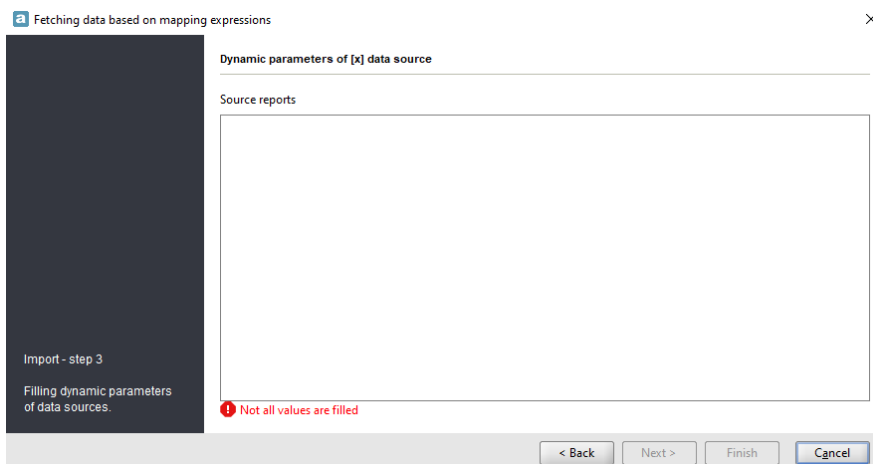 a Fetching data based on mapping expressions
Dynamic parameters of [x] data source
Source reports
Import - step 3
Filling dynamic parameters
of data sources.
! Not all values are filled
< Back
Next >
Finish
Cancel